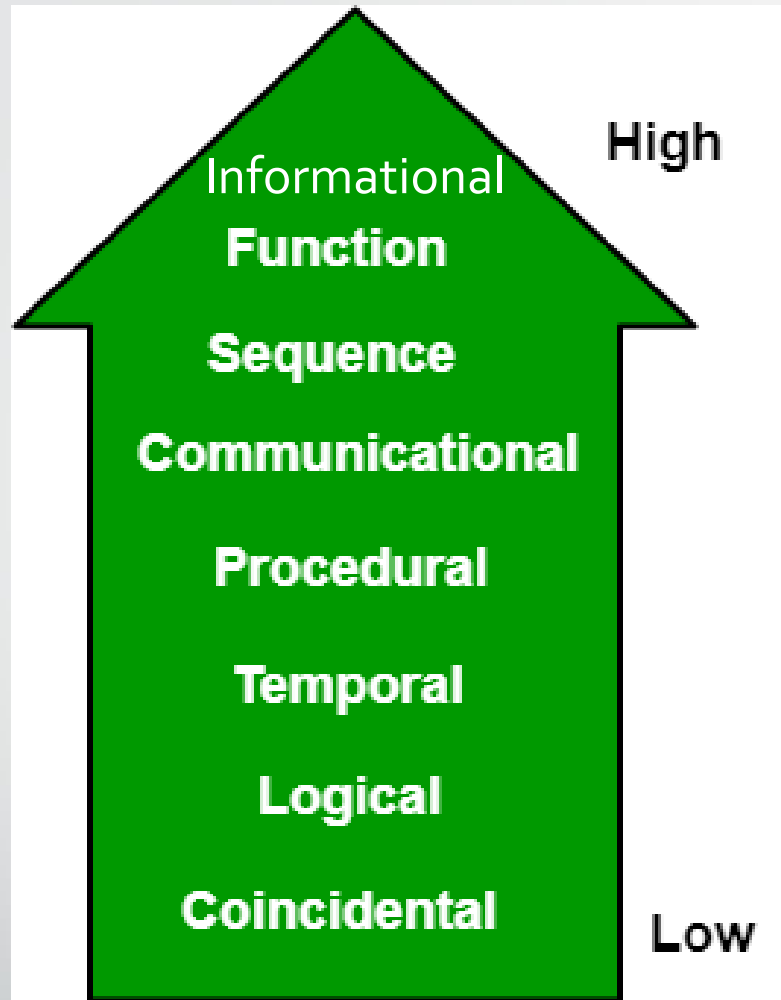 High
Informational
Function
Sequence
Communicational
Procedural
Temporal
Logical
Coincidental
Low